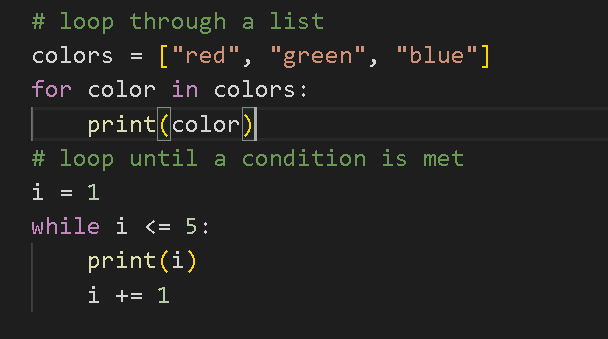 # loop through a list
colors = ["red", "green", "blue"]
for color in colors:
    print(color)
# loop until a condition is met
i = 1
while i <= 5:
    print(i)
    i += 1